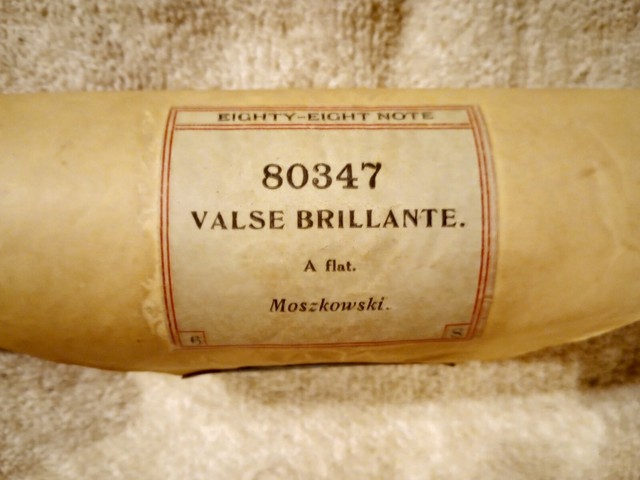 EIGHTY-EIGHT NOTE
80347
VALSE BRILLANTE.
A flat.
Moszkowski.